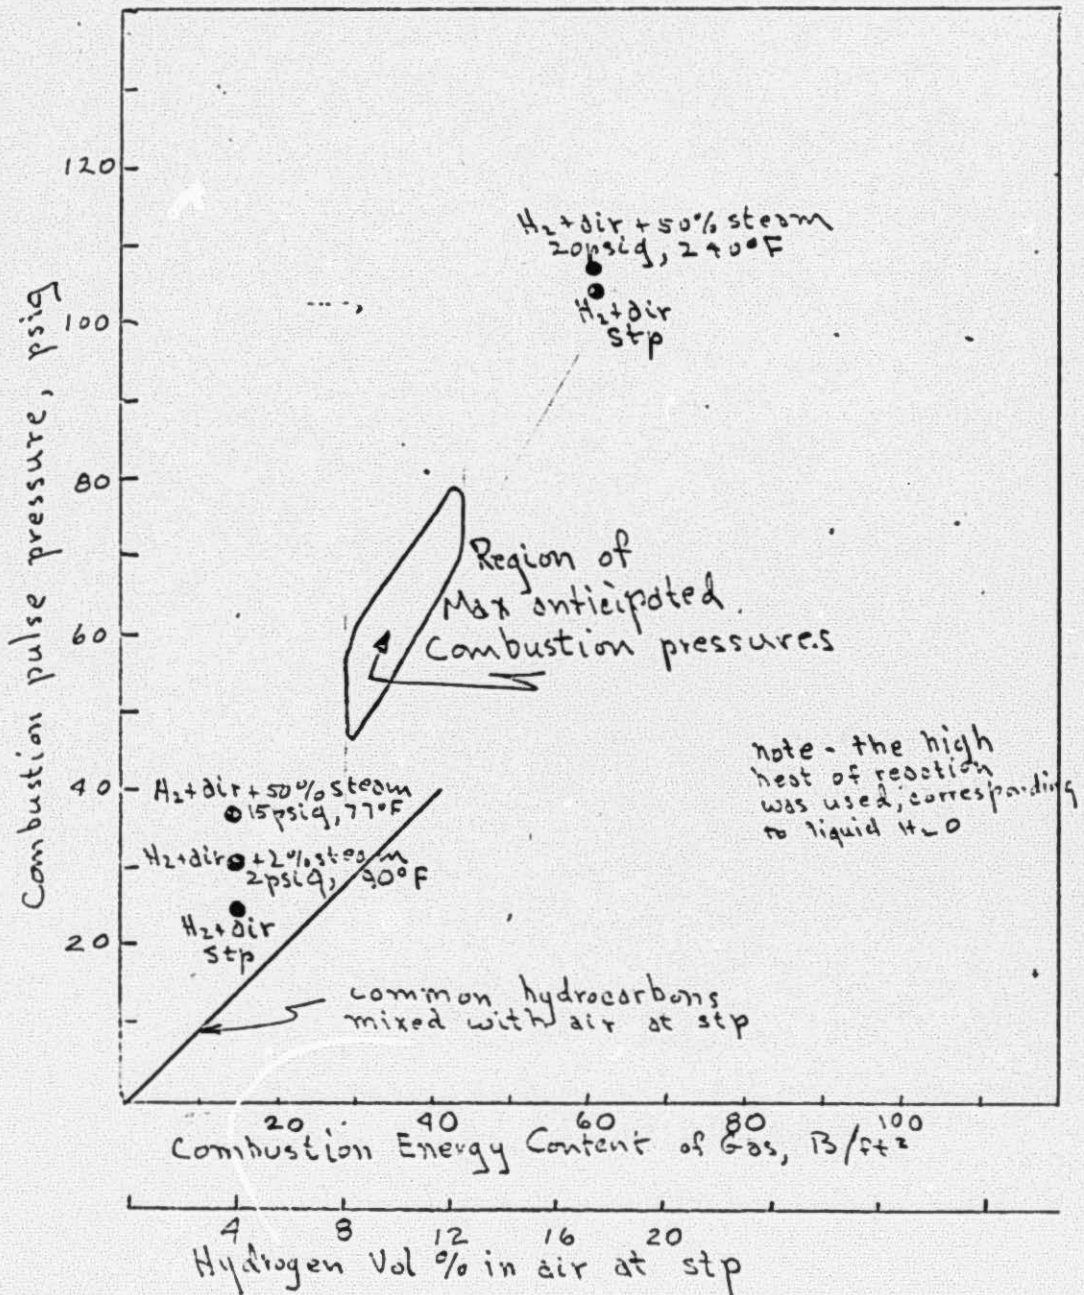 Combustion pulse pressure, psig
120
100
80
60
40
20
H₂+air+50% steam
20psig, 240°F
H₂+air
stp
Region of
Max anticipated
Combustion pressures
note - the high
heat of reaction
was used, corresponding
to liquid H₂O
H₂+air+50% steam
15psig, 77°F
H₂+air+2% steam
2psig, 90°F
H₂+air
stp
common hydrocarbons
mixed with air at stp
20 40 60 80 100
Combustion Energy Content of Gas, B/ft³
4 8 12 16 20
Hydrogen Vol % in air at stp